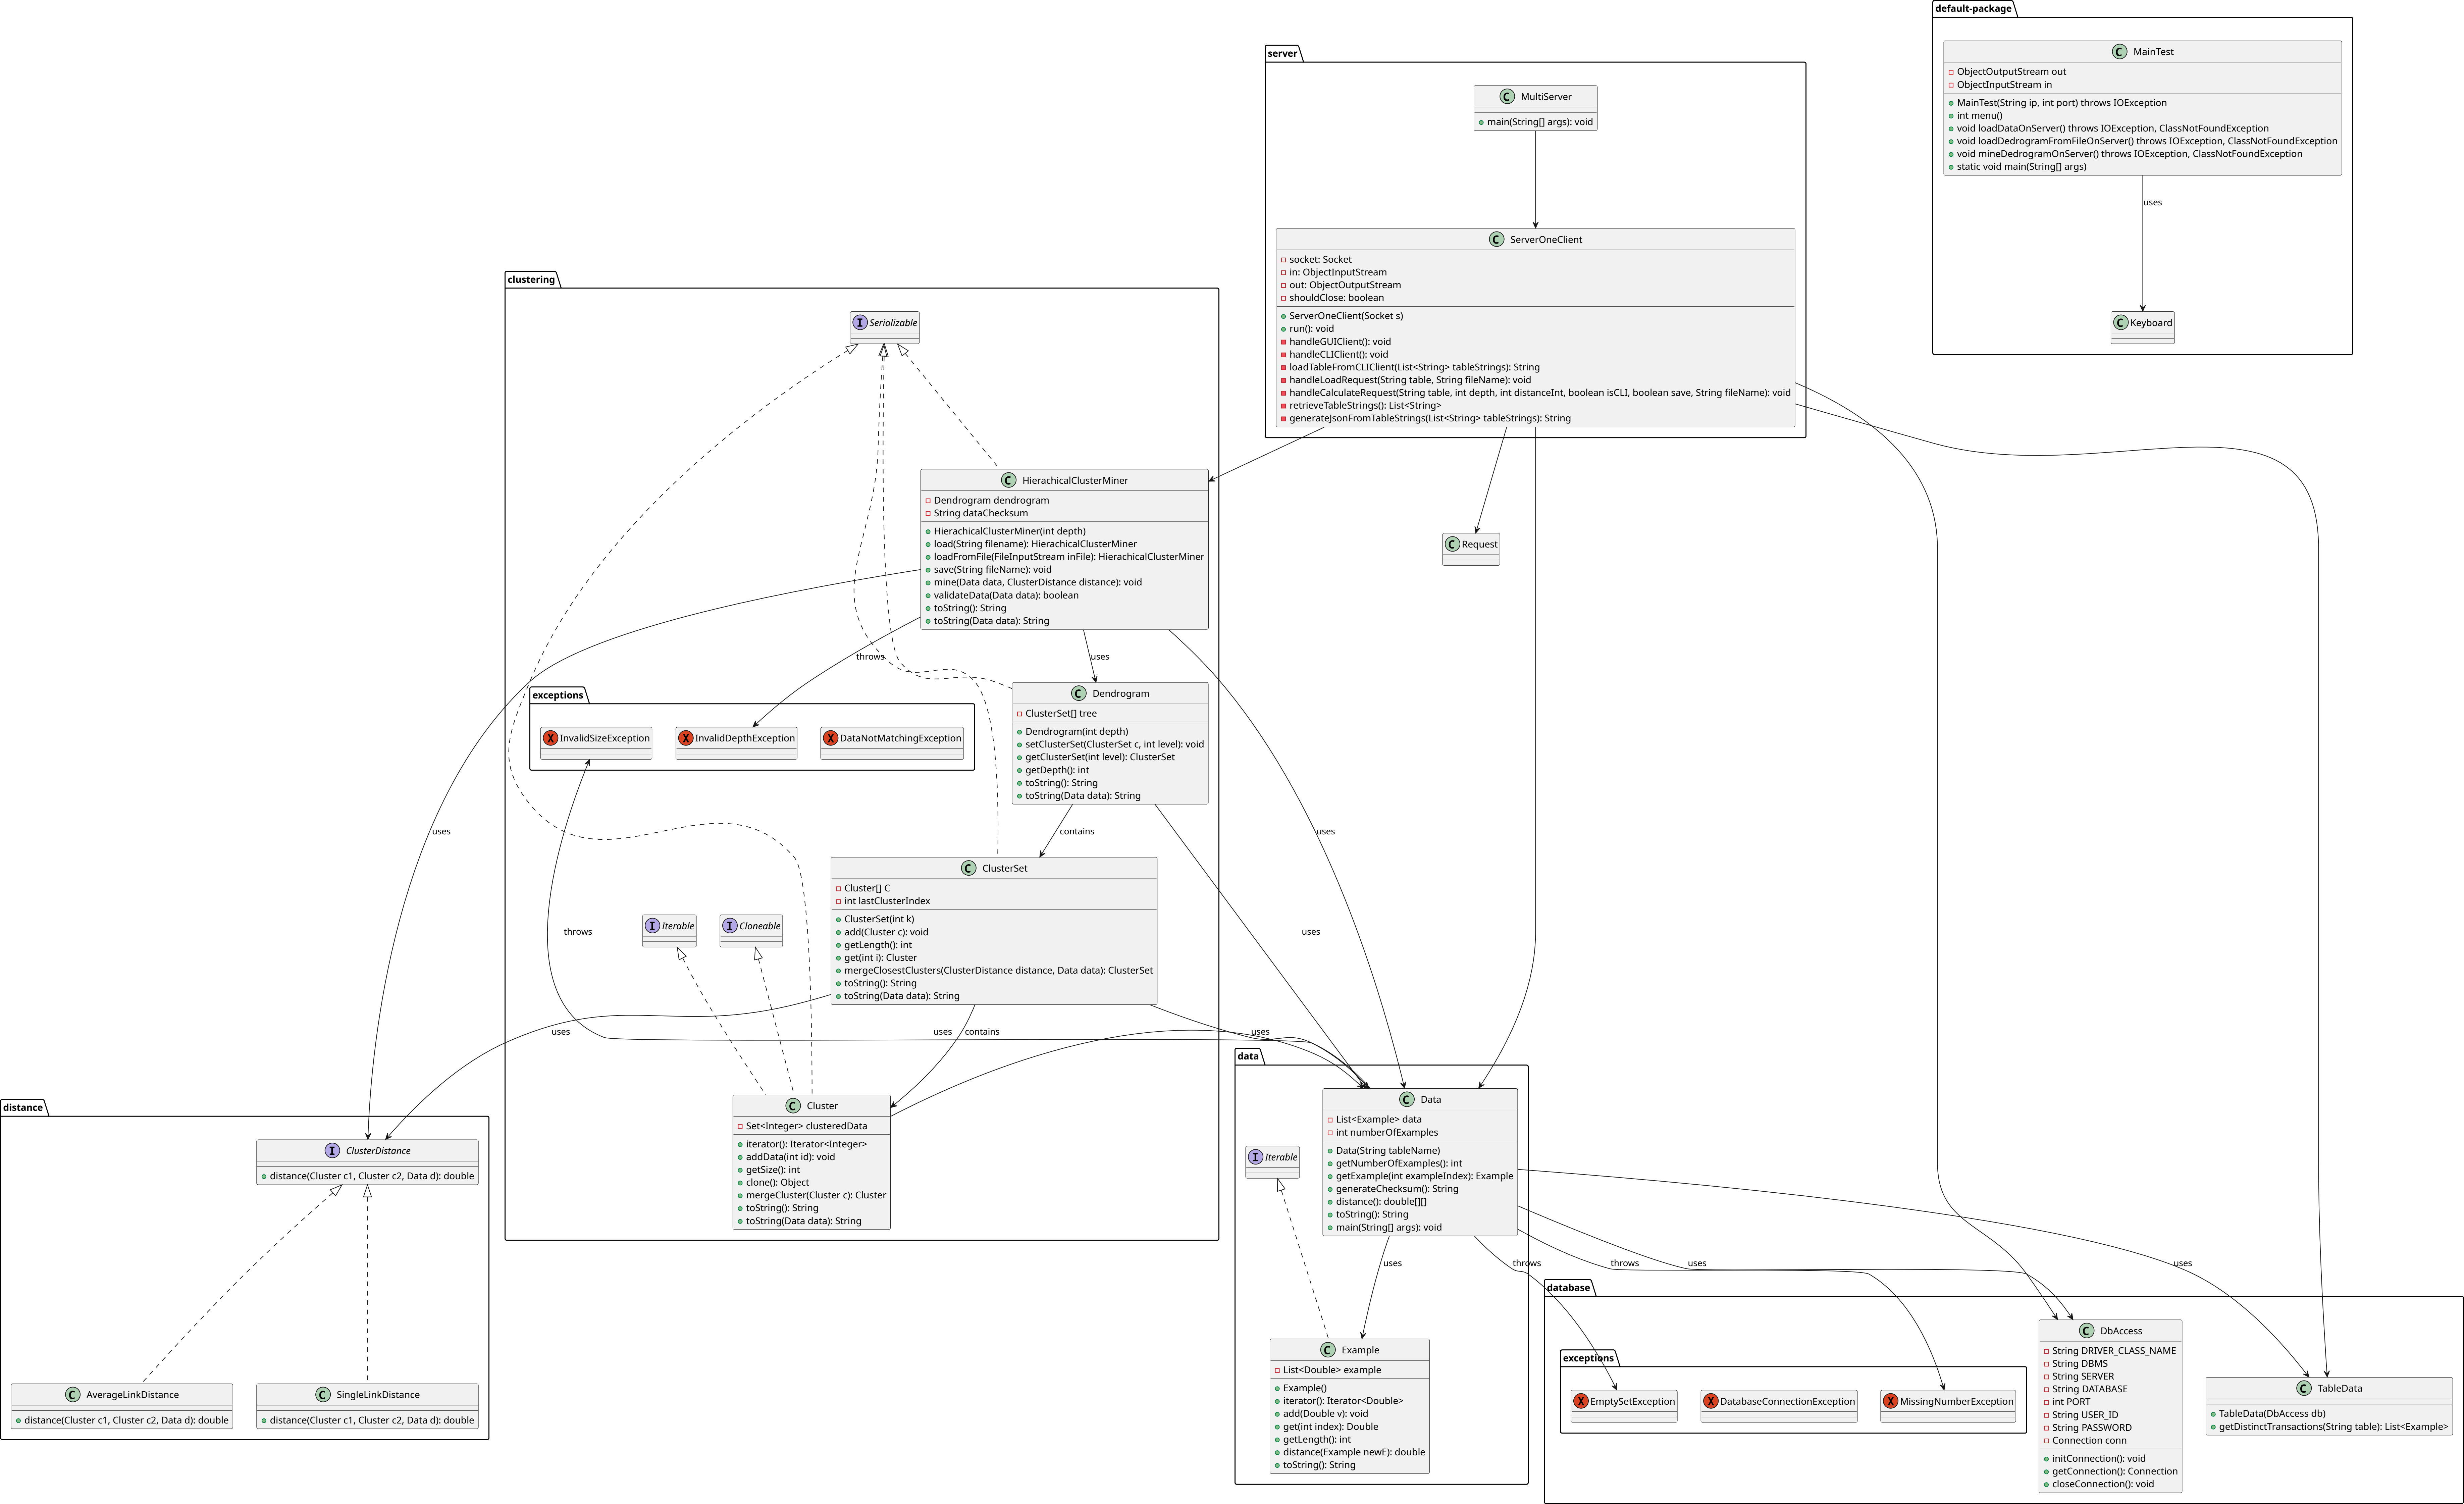 default-package
MainTest
ObjectOutputStream out
ObjectInputStream in
MainTest(String ip, int port) throws IOException
int menu()
void loadDataOnServer() throws IOException, ClassNotFoundException
void loadDedrogramFromFileOnServer() throws IOException, ClassNotFoundException
void mineDedrogramOnServer() throws IOException, ClassNotFoundException
static void main(String[] args)
uses
Keyboard
server
MultiServer
main(String[] args): void
ServerOneClient
socket: Socket
in: ObjectInputStream
out: ObjectOutputStream
shouldClose: boolean
ServerOneClient(Socket s)
run(): void
handleGUIClient(): void
handleCLIClient(): void
loadTableFromCLIClient(List<String> tableStrings): String
handleLoadRequest(String table, String fileName): void
handleCalculateRequest(String table, int depth, int distanceInt, boolean isCLI, boolean save, String fileName): void
retrieveTableStrings(): List<String>
generateJsonFromTableStrings(List<String> tableStrings): String
Request
clustering
Serializable
HierachicalClusterMiner
Dendrogram dendrogram
String dataChecksum
HierachicalClusterMiner(int depth)
load(String filename): HierachicalClusterMiner
loadFromFile(FileInputStream inFile): HierachicalClusterMiner
save(String fileName): void
mine(Data data, ClusterDistance distance): void
validateData(Data data): boolean
toString(): String
toString(Data data): String
throws
uses
exceptions
InvalidSizeException
InvalidDepthException
DataNotMatchingException
Dendrogram
ClusterSet[] tree
Dendrogram(int depth)
setClusterSet(ClusterSet c, int level): void
getClusterSet(int level): ClusterSet
getDepth(): int
toString(): String
toString(Data data): String
uses
contains
uses
ClusterSet
Cluster[] C
int lastClusterIndex
ClusterSet(int k)
add(Cluster c): void
getLength(): int
get(int i): Cluster
mergeClosestClusters(ClusterDistance distance, Data data): ClusterSet
toString(): String
toString(Data data): String
Iterable
Cloneable
throws
uses
uses
uses
contains
uses
Cluster
Set<Integer> clusteredData
iterator(): Iterator<Integer>
addData(int id): void
getSize(): int
clone(): Object
mergeCluster(Cluster c): Cluster
toString(): String
toString(Data data): String
distance
ClusterDistance
distance(Cluster c1, Cluster c2, Data d): double
AverageLinkDistance
distance(Cluster c1, Cluster c2, Data d): double
SingleLinkDistance
distance(Cluster c1, Cluster c2, Data d): double
data
Data
List<Example> data
int numberOfExamples
Data(String tableName)
getNumberOfExamples(): int
getExample(int exampleIndex): Example
generateChecksum(): String
distance(): double[][]
toString(): String
main(String[] args): void
Iterable
uses
throws
throws
uses
uses
Example
List<Double> example
Example()
iterator(): Iterator<Double>
add(Double v): void
get(int index): Double
getLength(): int
distance(Example newE): double
toString(): String
database
exceptions
EmptySetException
DatabaseConnectionException
MissingNumberException
DbAccess
String DRIVER_CLASS_NAME
String DBMS
String SERVER
String DATABASE
int PORT
String USER_ID
String PASSWORD
Connection conn
initConnection(): void
getConnection(): Connection
closeConnection(): void
TableData
TableData(DbAccess db)
getDistinctTransactions(String table): List<Example>